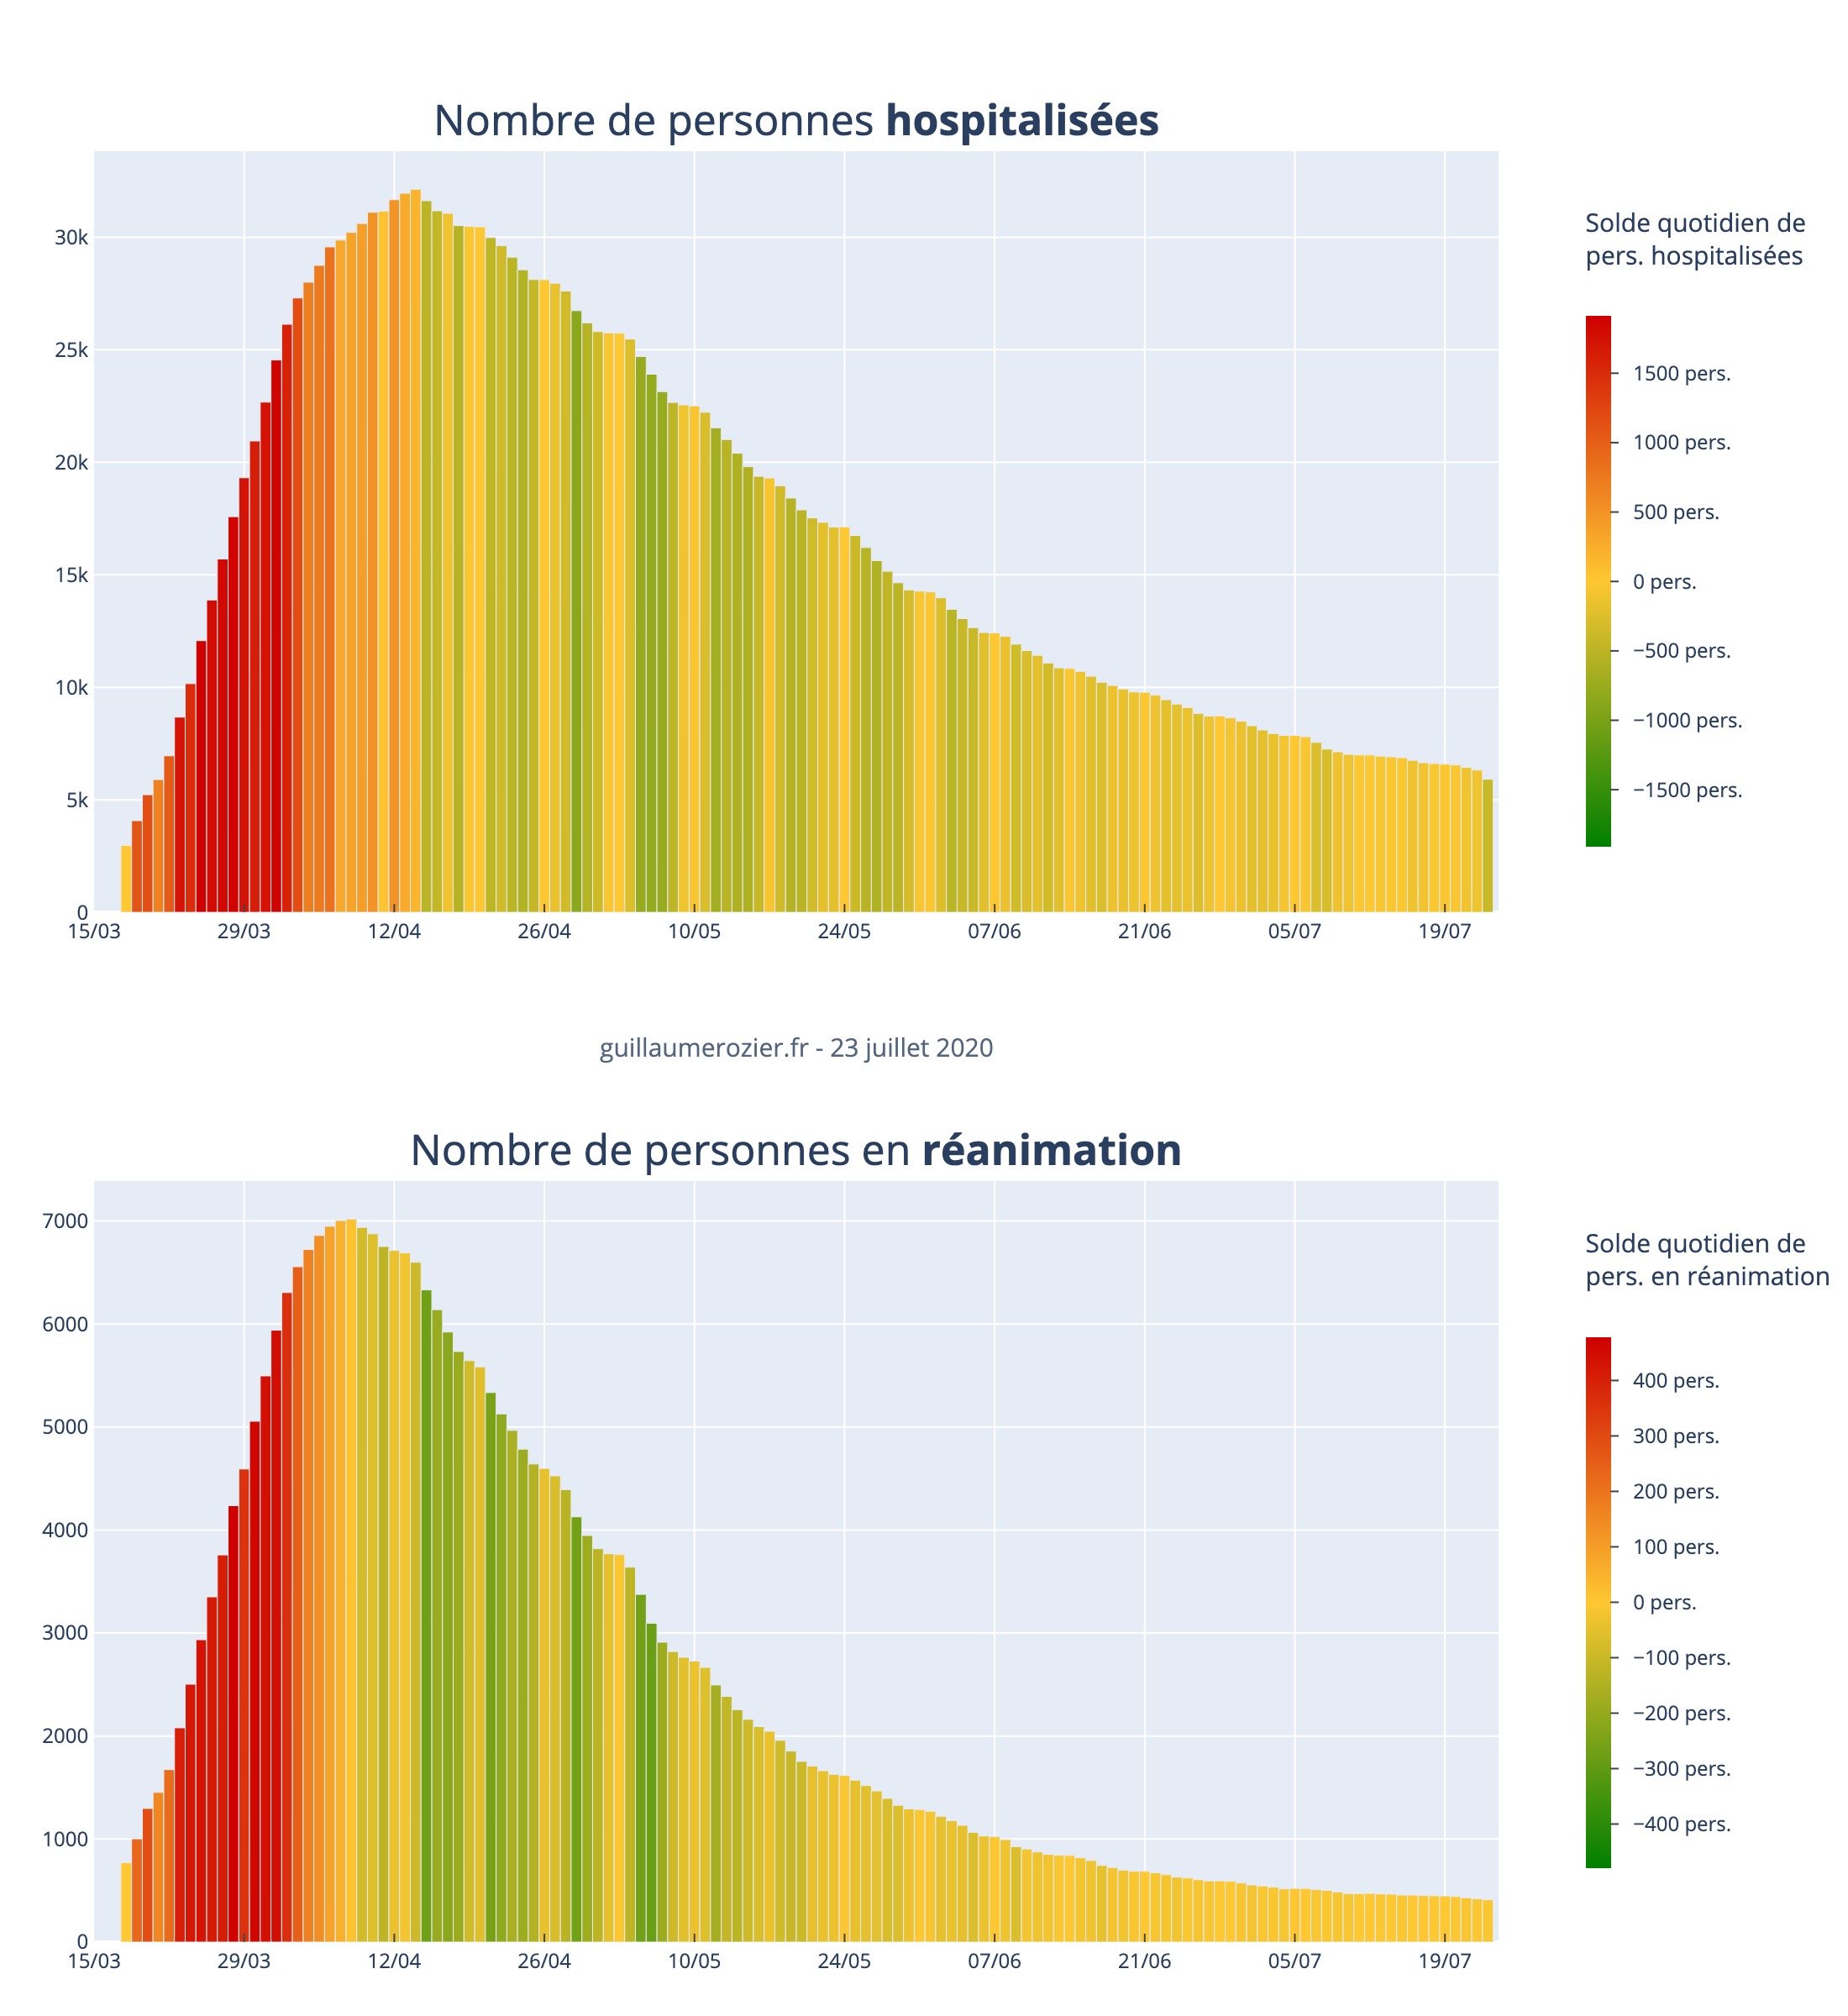 Nombre de personnes hospitalisées
Solde quotidien de
pers. hospitalisées
30k
25k
20k
15k
10k
5k
0
1500 pers.
1000 pers.
500 pers.
0 pers.
−500 pers.
−1000 pers.
−1500 pers.
15/03 29/03 12/04 26/04 10/05 24/05 07/06 21/06 05/07 19/07
guillaumerozier.fr - 23 juillet 2020
Nombre de personnes en réanimation
Solde quotidien de
pers. en réanimation
7000
6000
5000
4000
3000
2000
1000
0
400 pers.
300 pers.
200 pers.
100 pers.
0 pers.
−100 pers.
−200 pers.
−300 pers.
−400 pers.
15/03 29/03 12/04 26/04 10/05 24/05 07/06 21/06 05/07 19/07